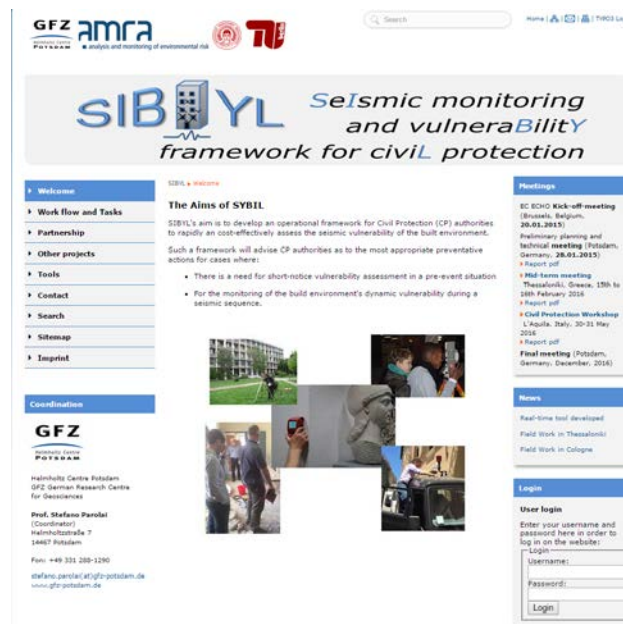 GFZ
Helmholtz Centre
POTSDAM
amra
analysis and monitoring of environmental risk
berlin
Search
Home
TYPO3 Lo
SIBYL
SeIsmic monitoring
and vulneraBilitY
framework for civiL protection
Welcome
Work flow and Tasks
Partnership
Other projects
Tools
Contact
Search
Sitemap
Imprint
Coordination
GFZ
Helmholtz Centre
POTSDAM
Helmholtz Centre Potsdam
GFZ German Research Centre
for Geosciences
Prof. Stefano Parolai
(Coordinator)
Helmholtzstraße 7
14467 Potsdam
Fon: +49 331 288-1290
stefano.parolai(at)gfz-potsdam.de
www.gfz-potsdam.de
SIBYL Welcome
The Aims of SYBIL
SIBYL's aim is to develop an operational framework for Civil Protection (CP) authorities
to rapidly an cost-effectively assess the seismic vulnerability of the built environment.
Such a framework will advise CP authorities as to the most appropriate preventative
actions for cases where:
There is a need for short-notice vulnerability assessment in a pre-event situation
For the monitoring of the build environment's dynamic vulnerability during a
seismic sequence.
Meetings
EC ECHO Kick-off-meeting
(Brussels, Belgium,
20.01.2015)
Preliminary planning and
technical meeting (Potsdam,
Germany, 28.01.2015)
Report pdf
Mid-term meeting
Thessaloniki, Greece, 15th to
16th February 2016
Report pdf
Civil Protection Workshop
L'Aquila, Italy, 30-31 May
2016
Report pdf
Final meeting (Potsdam,
Germany, December, 2016)
News
Real-time tool developed
Field Work in Thessaloniki
Field Work in Cologne
Login
User login
Enter your username and
password here in order to
log in on the website:
Login
Username:
Password:
Login